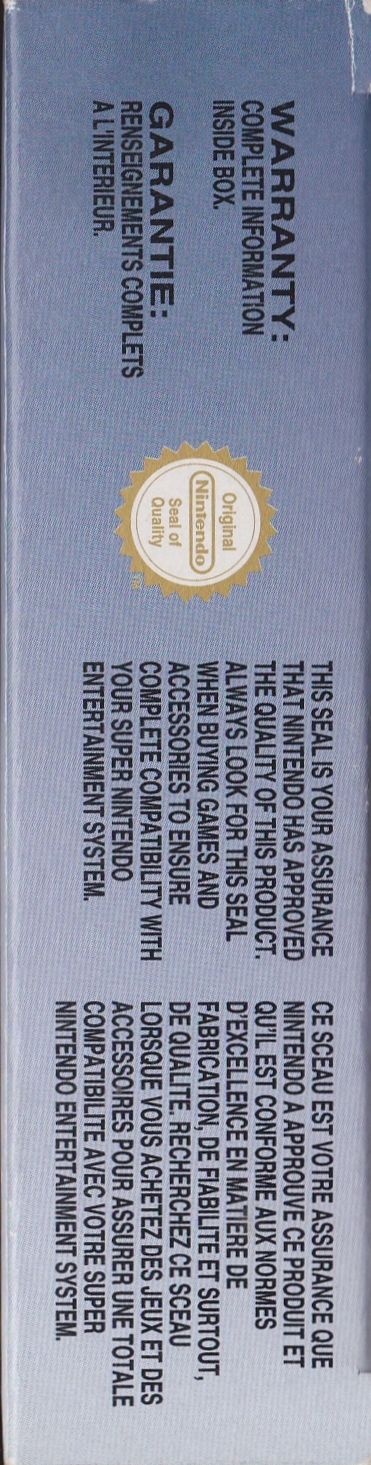 WARRANTY:
COMPLETE INFORMATION
INSIDE BOX.
GARANTIE:
RENSEIGNEMENTS COMPLETS
A L'INTERIEUR.
Original
Nintendo
Seal of
Quality
TM
THIS SEAL IS YOUR ASSURANCE
THAT NINTENDO HAS APPROVED
THE QUALITY OF THIS PRODUCT.
ALWAYS LOOK FOR THIS SEAL
WHEN BUYING GAMES AND
ACCESSORIES TO ENSURE
COMPLETE COMPATIBILITY WITH
YOUR SUPER NINTENDO
ENTERTAINMENT SYSTEM.
CE SCEAU EST VOTRE ASSURANCE QUE
NINTENDO A APPROUVE CE PRODUIT ET
QU'IL EST CONFORME AUX NORMES
D'EXCELLENCE EN MATIERE DE
FABRICATION, DE FIABILITE ET SURTOUT,
DE QUALITE. RECHERCHEZ CE SCEAU
LORSQUE VOUS ACHETEZ DES JEUX ET DES
ACCESSOIRES POUR ASSURER UNE TOTALE
COMPATIBILITE AVEC VOTRE SUPER
NINTENDO ENTERTAINMENT SYSTEM.